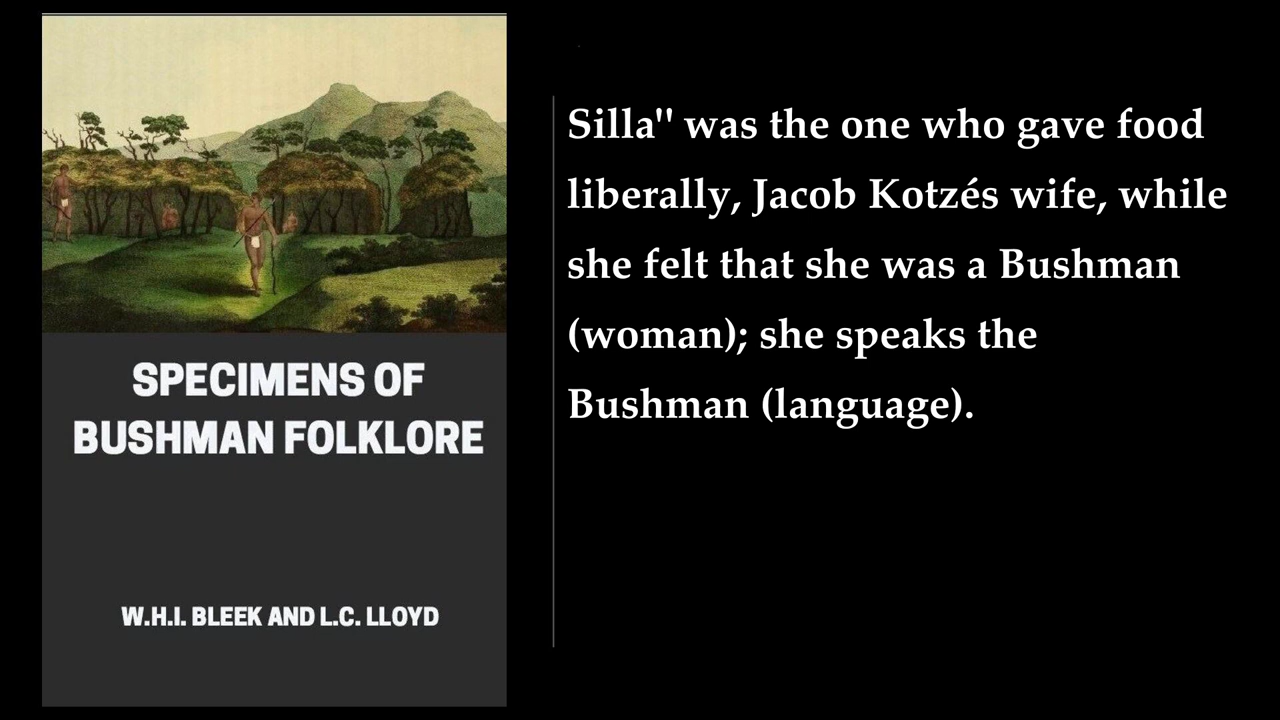 SPECIMENS OF
BUSHMAN FOLKLORE
W.H.I. BLEEK AND L.C. LLOYD
Silla" was the one who gave food
liberally, Jacob Kotzés wife, while
she felt that she was a Bushman
(woman); she speaks the
Bushman (language).